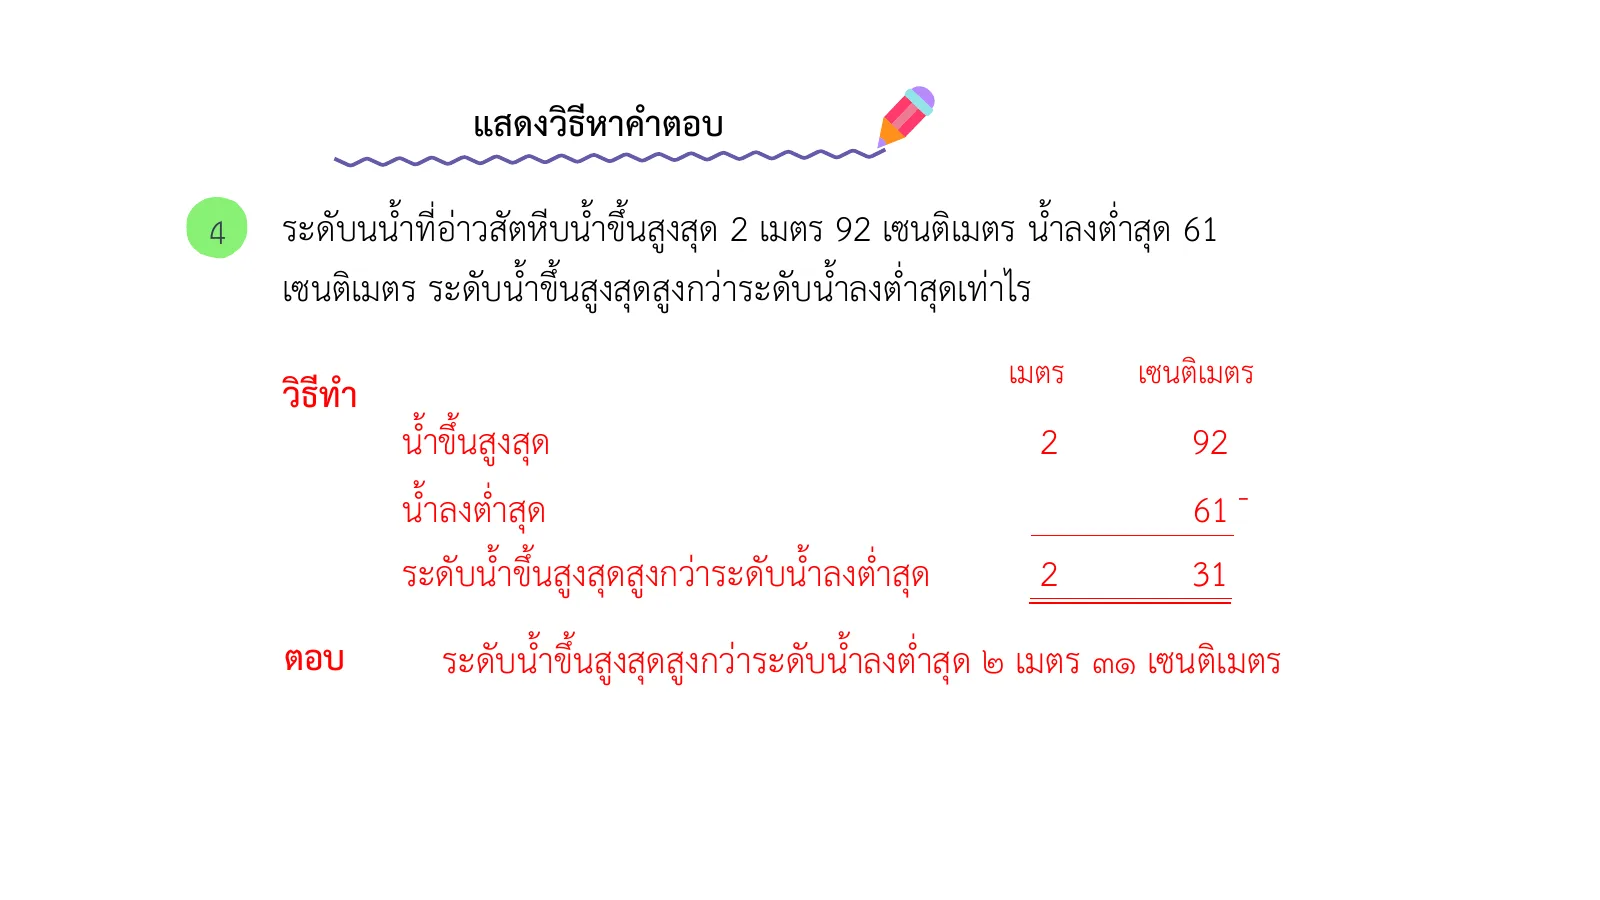 แสดงวิธีหาคำตอบ
4 ระดับนน้ำที่อ่าวสัตหีบน้ำขึ้นสูงสุด 2 เมตร 92 เซนติเมตร น้ำลงต่ำสุด 61
เซนติเมตร ระดับน้ำขึ้นสูงสุดสูงกว่าระดับน้ำลงต่ำสุดเท่าไร
วิธีทำ เมตร เซนติเมตร
น้ำขึ้นสูงสุด 2 92
น้ำลงต่ำสุด 61 -
ระดับน้ำขึ้นสูงสุดสูงกว่าระดับน้ำลงต่ำสุด 2 31
ตอบ ระดับน้ำขึ้นสูงสุดสูงกว่าระดับน้ำลงต่ำสุด ๒ เมตร ๓๑ เซนติเมตร